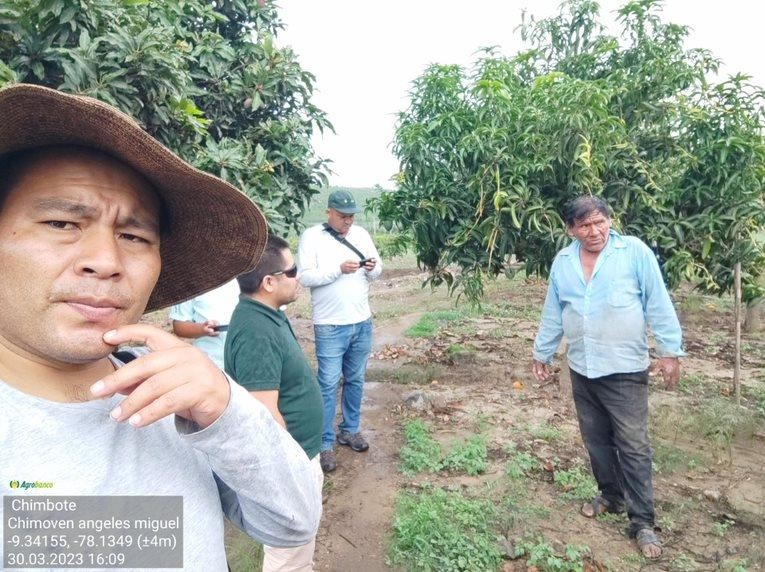 Agrobanco
Chimbote
Chimoven angeles miguel
-9.34155, -78.1349 (±4m)
30.03.2023 16:09